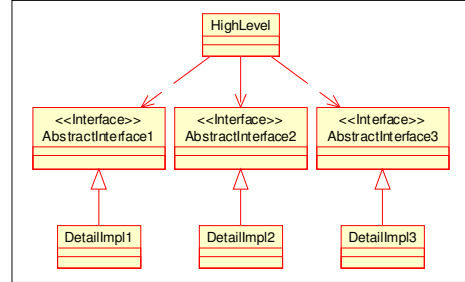 HighLevel
<<Interface>>
AbstractInterface1
<<Interface>>
AbstractInterface2
<<Interface>>
AbstractInterface3
DetailImpl1
DetailImpl2
DetailImpl3